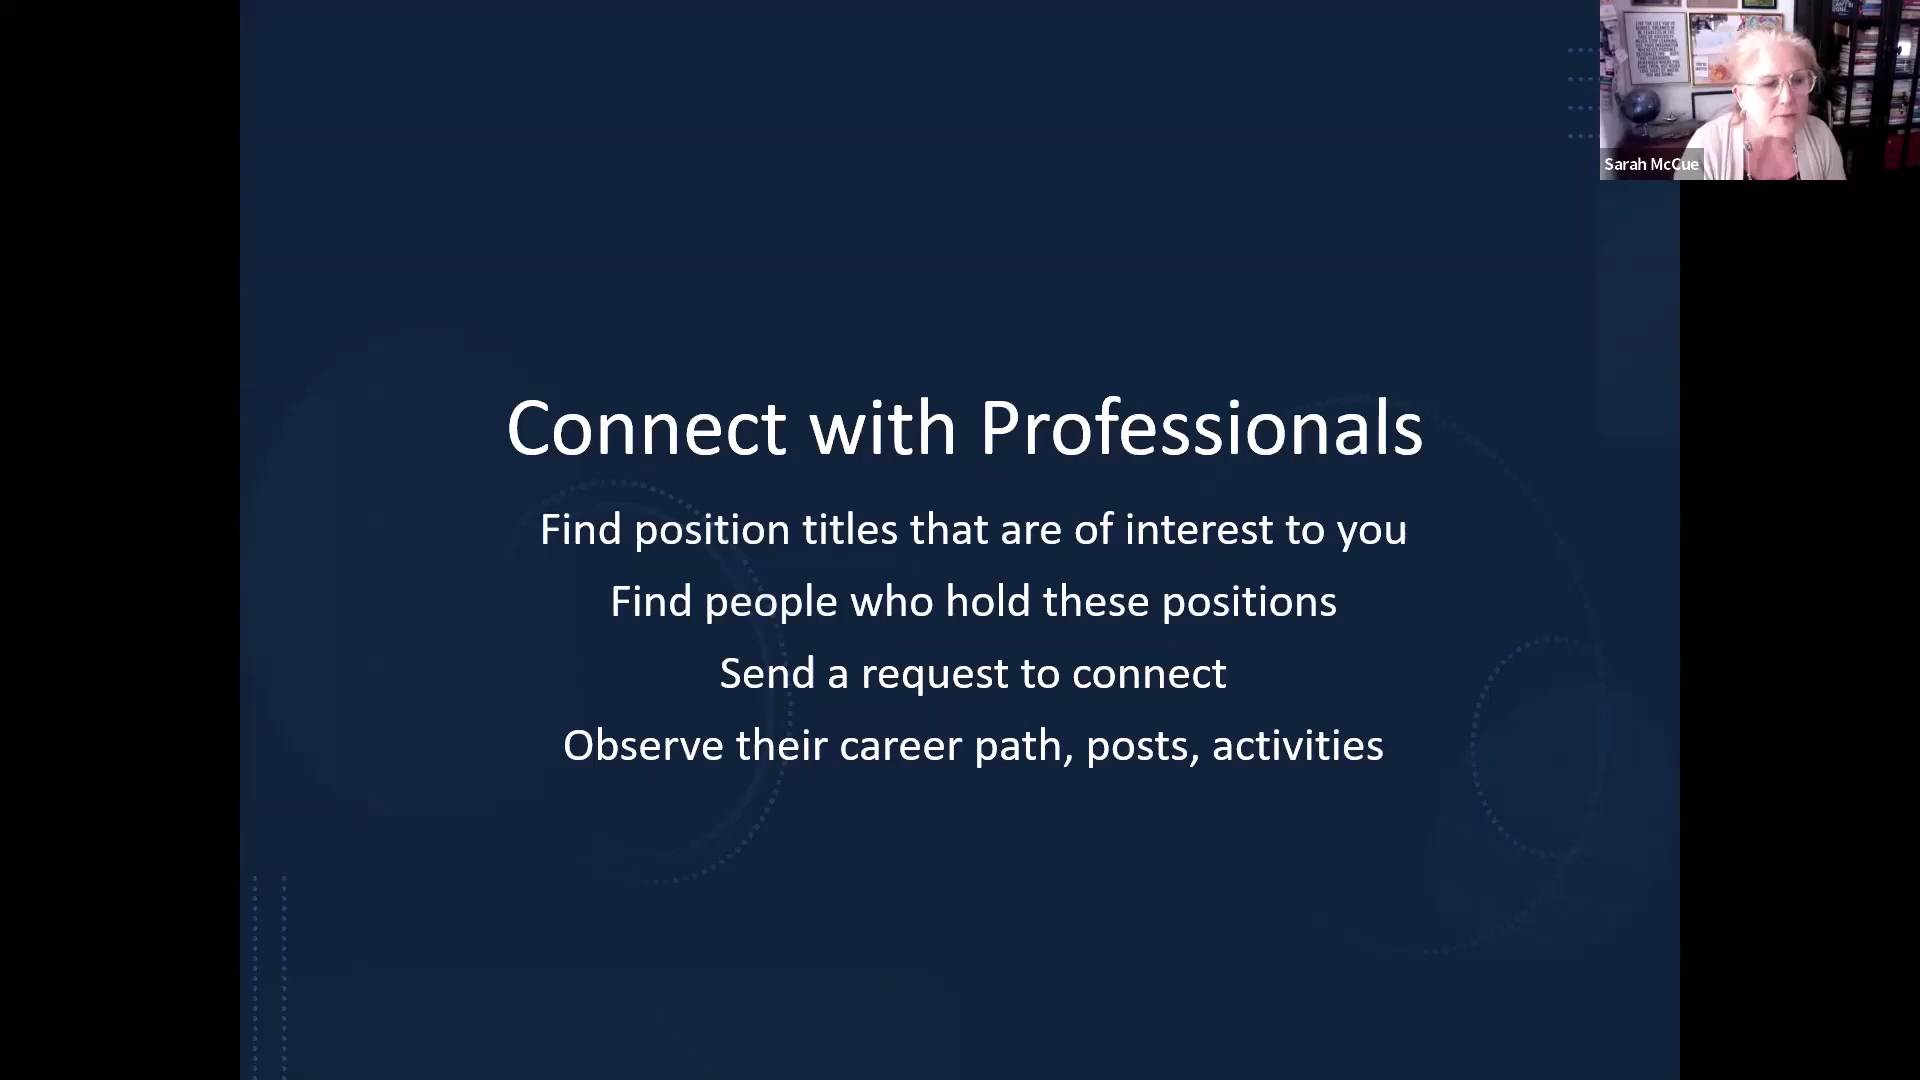 Connect with Professionals
Find position titles that are of interest to you
Find people who hold these positions
Send a request to connect
Observe their career path, posts, activities
Sarah McCue